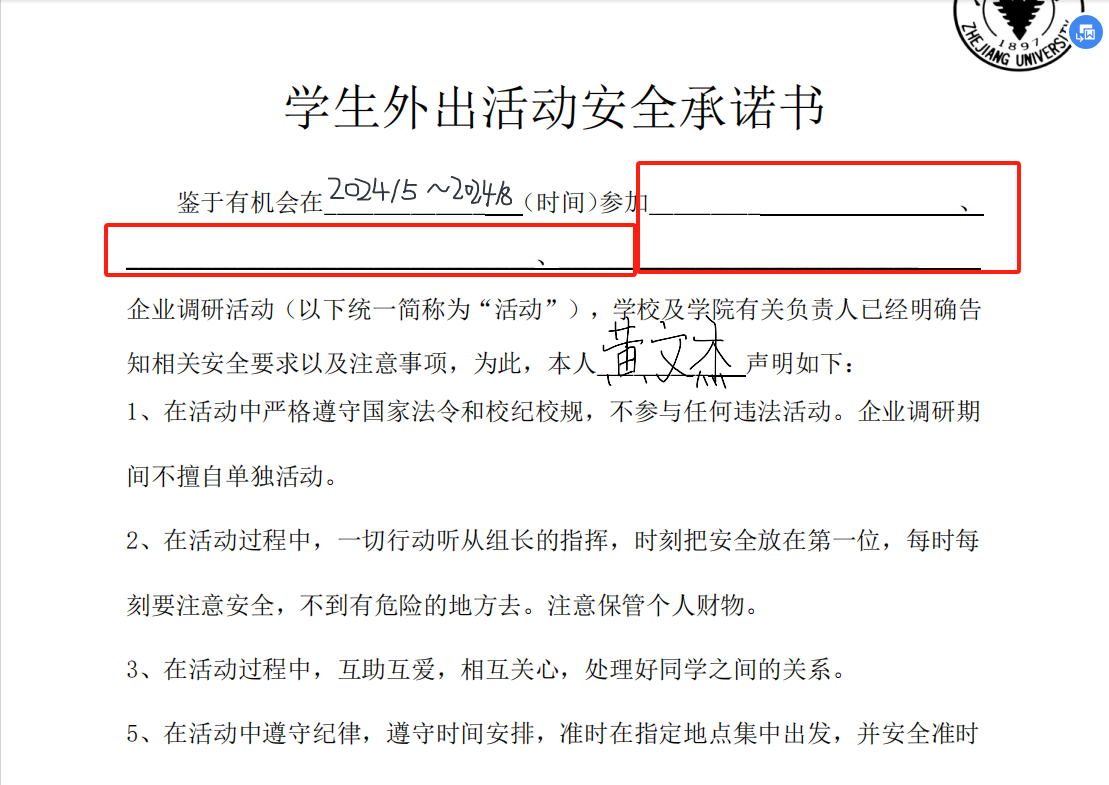 ZHEJIANG UNIVERSITY
1897
学生外出活动安全承诺书
鉴于有机会在2024/5～2024/8（时间）参加__________、
__________、__________
企业调研活动（以下统一简称为“活动”），学校及学院有关负责人已经明确告
知相关安全要求以及注意事项，为此，本人黄文杰声明如下：
1、在活动中严格遵守国家法令和校纪校规，不参与任何违法活动。企业调研期
间不擅自单独活动。
2、在活动过程中，一切行动听从组长的指挥，时刻把安全放在第一位，每时每
刻要注意安全，不到有危险的地方去。注意保管个人财物。
3、在活动过程中，互助互爱，相互关心，处理好同学之间的关系。
5、在活动中遵守纪律，遵守时间安排，准时在指定地点集中出发，并安全准时